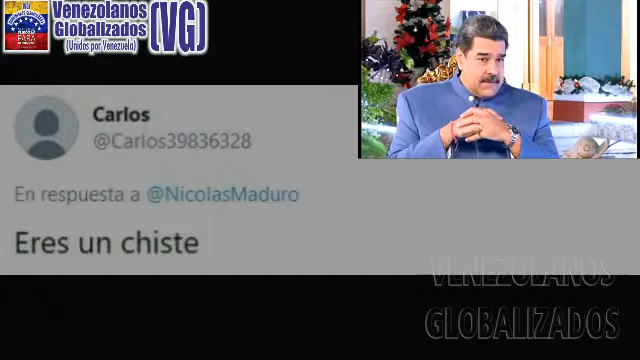 Venezolanos
Globalizados
(Unidos por Venezuela)
(VG)
Carlos
@Carlos39836328
En respuesta a @NicolasMaduro
Eres un chiste
VENEZOLANOS
GLOBALIZADOS